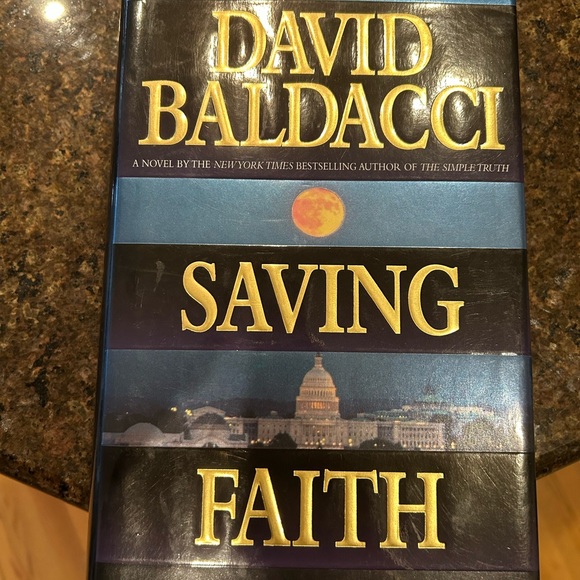 DAVID
BALDACCI
A NOVEL BY THE NEW YORK TIMES BESTSELLING AUTHOR OF THE SIMPLE TRUTH
SAVING
FAITH